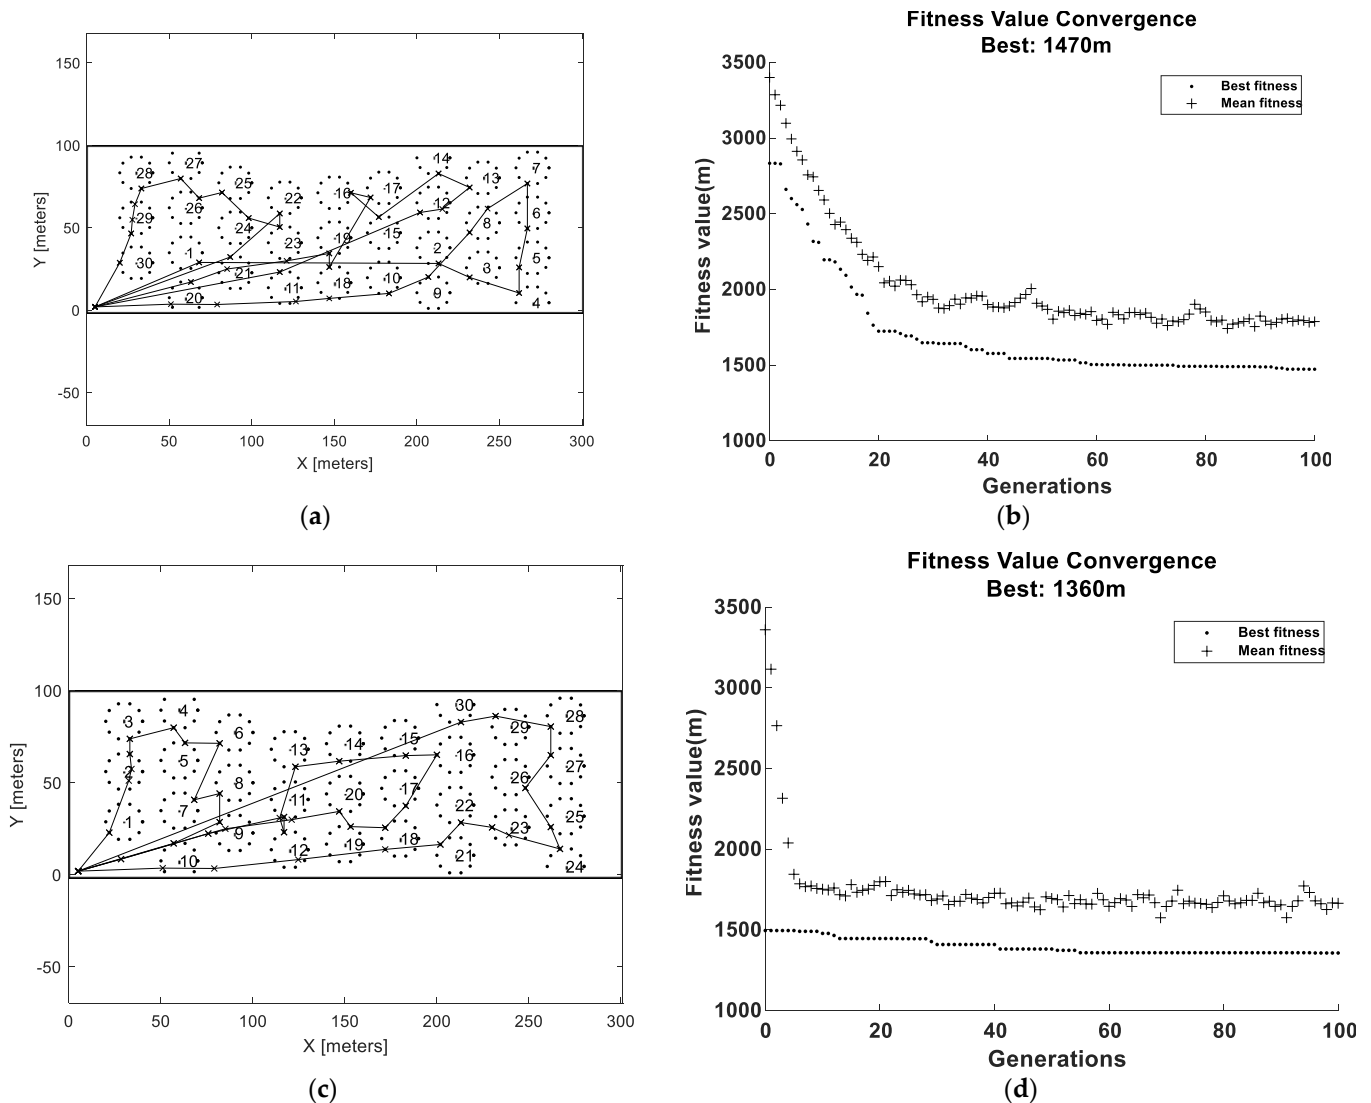 Fitness Value Convergence
Best: 1470m
150
100
50
0
-50
Y [meters]
28 27 25 22 16 17 14 13 7
29 26 24 23 19 15 12 8 6
30 1 21 20 11 18 10 2 9 3 5 4
0 50 100 150 200 250 300
X [meters]
3500
3000
2500
2000
1500
1000
Fitness value(m)
Best fitness
Mean fitness
0 20 40 60 80 100
Generations
(a)
(b)
Fitness Value Convergence
Best: 1360m
150
100
50
0
-50
Y [meters]
3 4 6 13 14 15 30 29 28
2 5 8 11 20 17 16 26 27
1 7 9 10 12 19 18 22 21 23 25 24
0 50 100 150 200 250 300
X [meters]
3500
3000
2500
2000
1500
1000
Fitness value(m)
Best fitness
Mean fitness
0 20 40 60 80 100
Generations
(c)
(d)